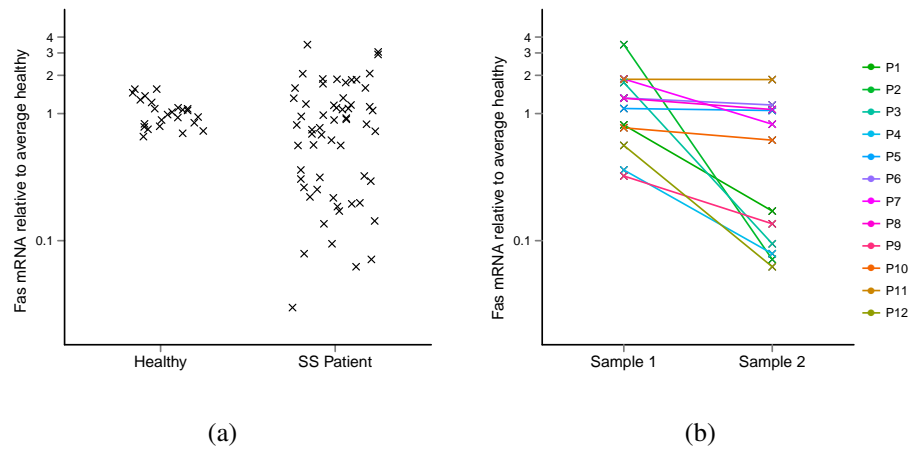 Fas mRNA relative to average healthy
4
3
2
1
0.1
Healthy
SS Patient
(a)
Fas mRNA relative to average healthy
4
3
2
1
0.1
Sample 1
Sample 2
P1
P2
P3
P4
P5
P6
P7
P8
P9
P10
P11
P12
(b)